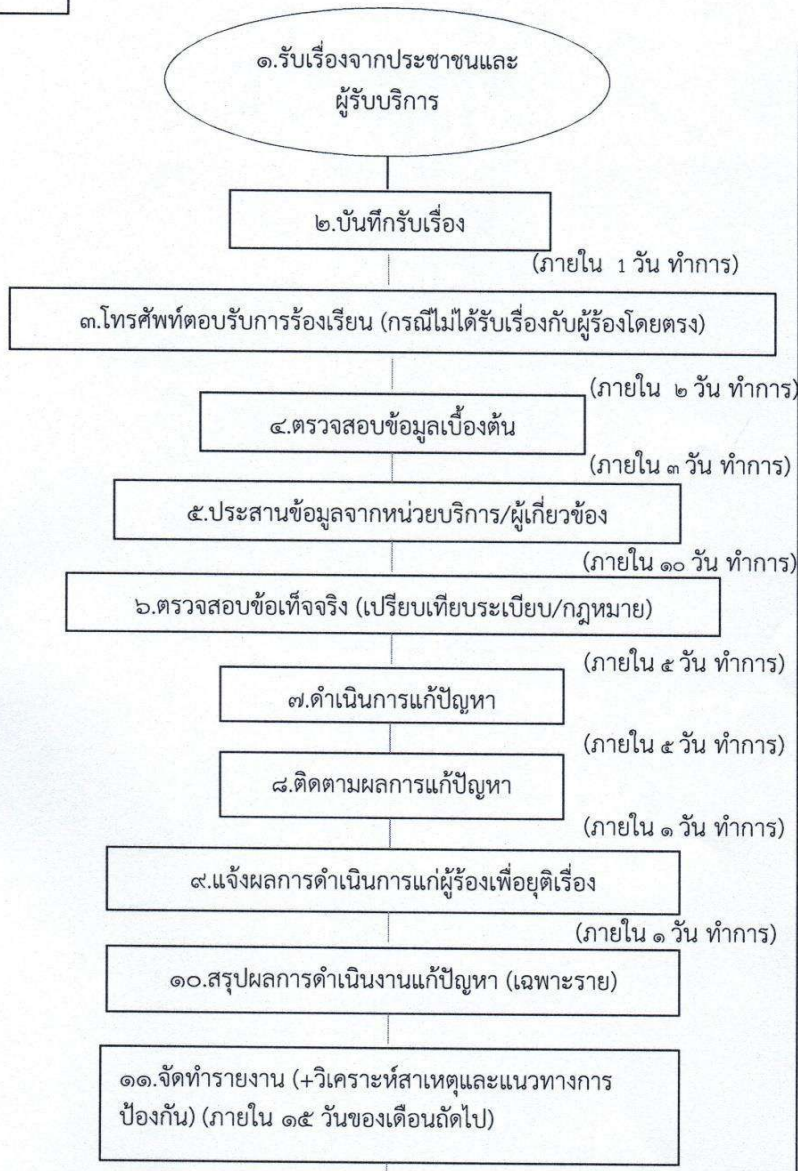 ๑.รับเรื่องจากประชาชนและ
ผู้รับบริการ
๒.บันทึกรับเรื่อง
(ภายใน 1 วัน ทำการ)
๓.โทรศัพท์ตอบรับการร้องเรียน (กรณีไม่ได้รับเรื่องกับผู้ร้องโดยตรง)
(ภายใน ๒ วัน ทำการ)
๔.ตรวจสอบข้อมูลเบื้องต้น
(ภายใน ๓ วัน ทำการ)
๕.ประสานข้อมูลจากหน่วยบริการ/ผู้เกี่ยวข้อง
(ภายใน ๑๐ วัน ทำการ)
๖.ตรวจสอบข้อเท็จจริง (เปรียบเทียบระเบียบ/กฎหมาย)
(ภายใน ๕ วัน ทำการ)
๗.ดำเนินการแก้ปัญหา
(ภายใน ๕ วัน ทำการ)
๘.ติดตามผลการแก้ปัญหา
(ภายใน ๑ วัน ทำการ)
๙.แจ้งผลการดำเนินการแก่ผู้ร้องเพื่อยุติเรื่อง
(ภายใน ๑ วัน ทำการ)
๑๐.สรุปผลการดำเนินงานแก้ปัญหา (เฉพาะราย)
๑๑.จัดทำรายงาน (+วิเคราะห์สาเหตุและแนวทางการ
ป้องกัน) (ภายใน ๑๕ วันของเดือนถัดไป)